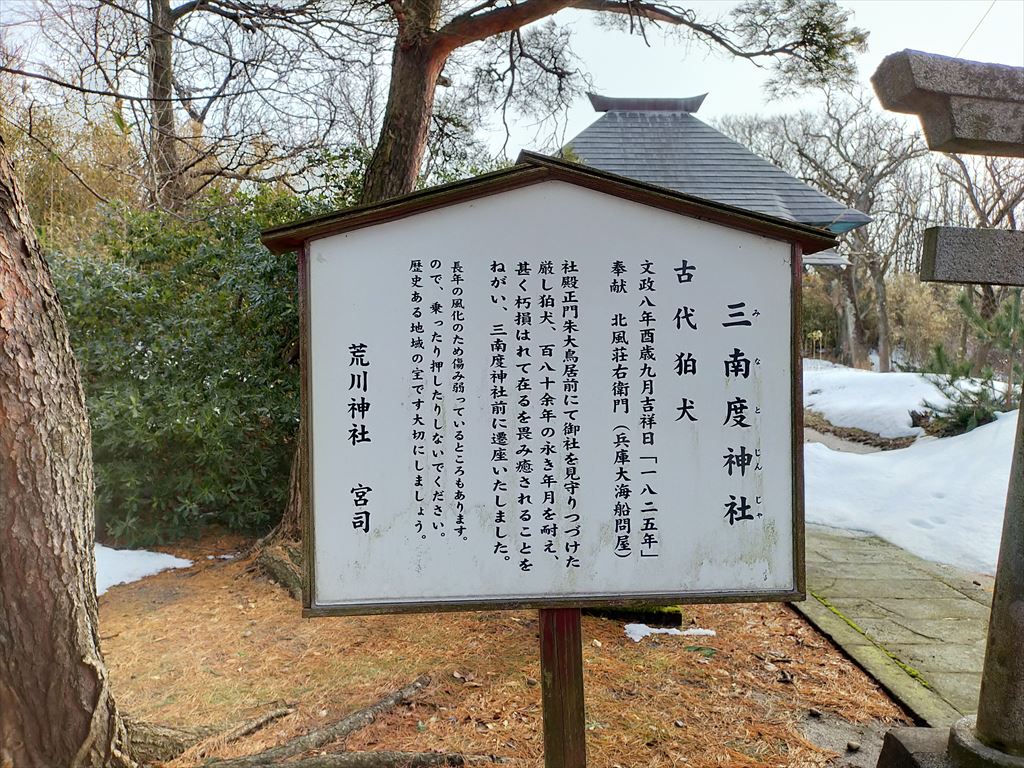 三南度神社
みなとじんじゃ
古代狛犬
文政八年酉歳九月吉祥日「一八二五年」
奉献 北風荘右衛門(兵庫大海船問屋)
社殿正門朱大鳥居前にて御社を見守りつづけた
厳し狛犬、百八十余年の永き年月を耐え、
甚く朽損はれて在るを畏み癒されることを
ねがい、三南度神社前に遷座いたしました。
長年の風化のため傷み弱っているところもあります。
ので、乗ったり押したりしないでください。
歴史ある地域の宝です大切にしましょう。
荒川神社 宮司